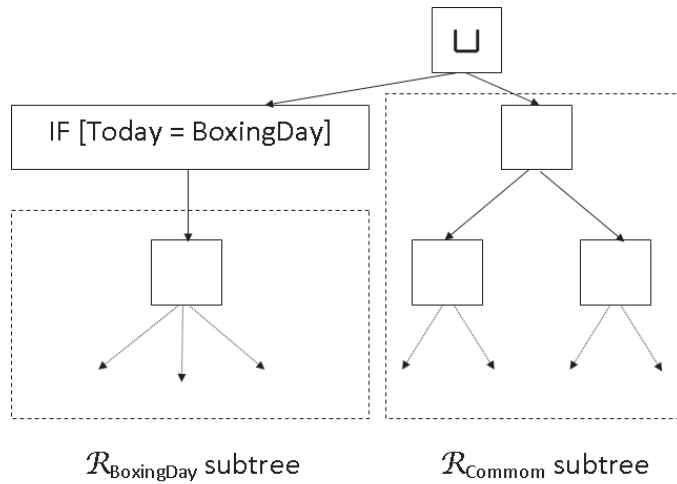 ⊔
IF [Today = BoxingDay]
ℛBoxingDay subtree
ℛCommom subtree